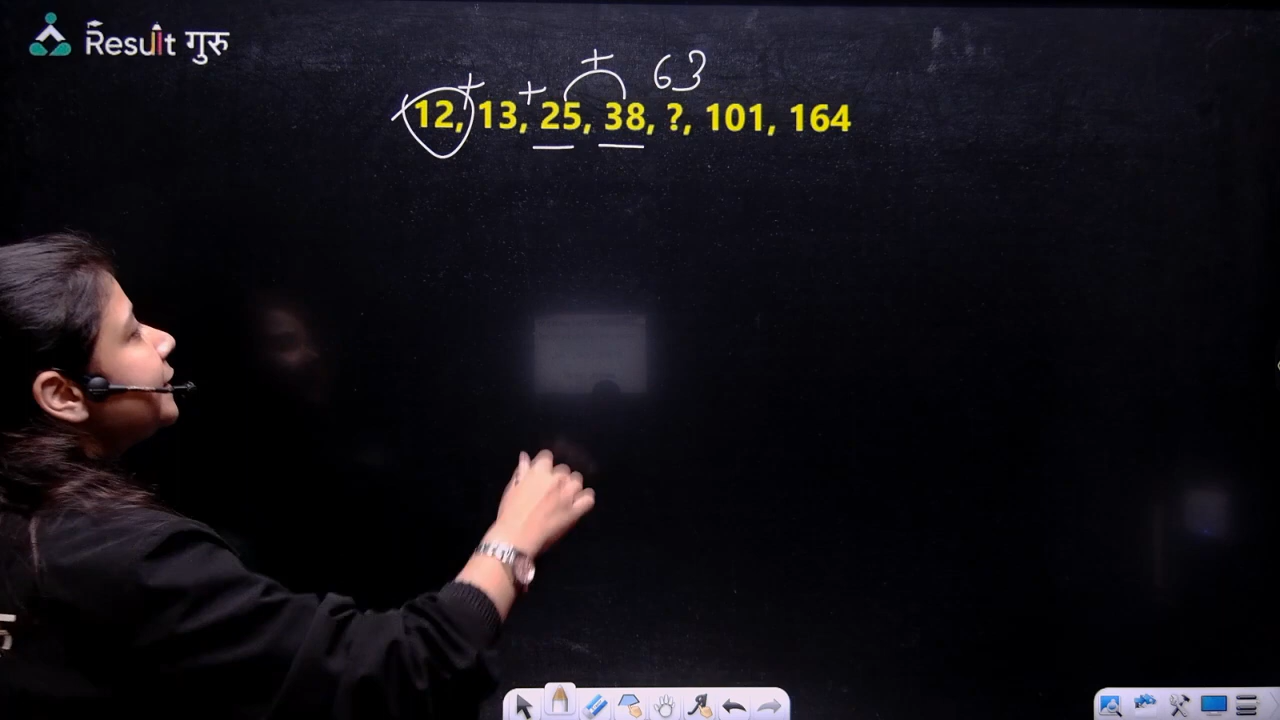 Result गुरु
+ + + 63
12, 13, 25, 38, ?, 101, 164